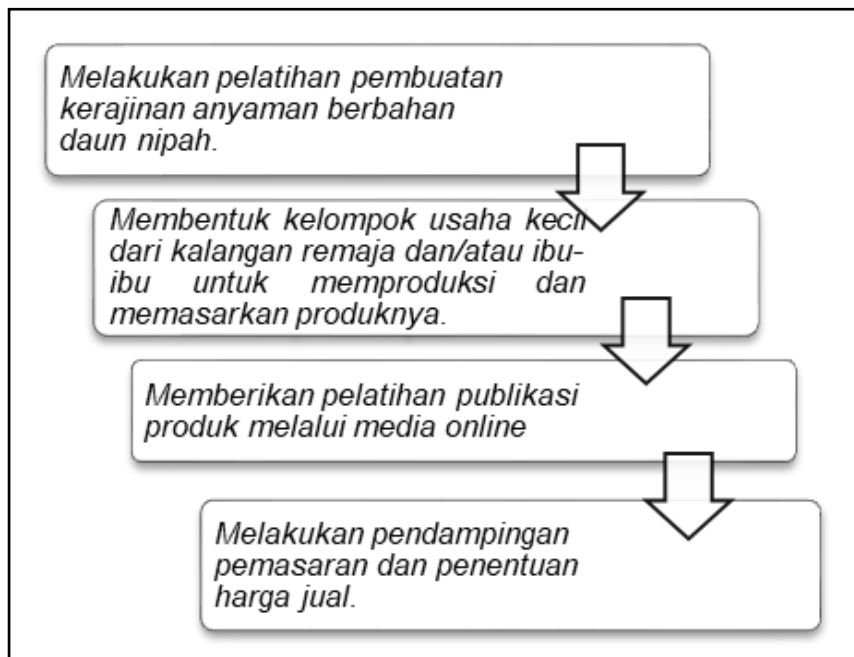 Melakukan pelatihan pembuatan
kerajinan anyaman berbahan
daun nipah.
Membentuk kelompok usaha kecil
dari kalangan remaja dan/atau ibu-
ibu untuk memproduksi dan
memasarkan produknya.
Memberikan pelatihan publikasi
produk melalui media online
Melakukan pendampingan
pemasaran dan penentuan
harga jual.